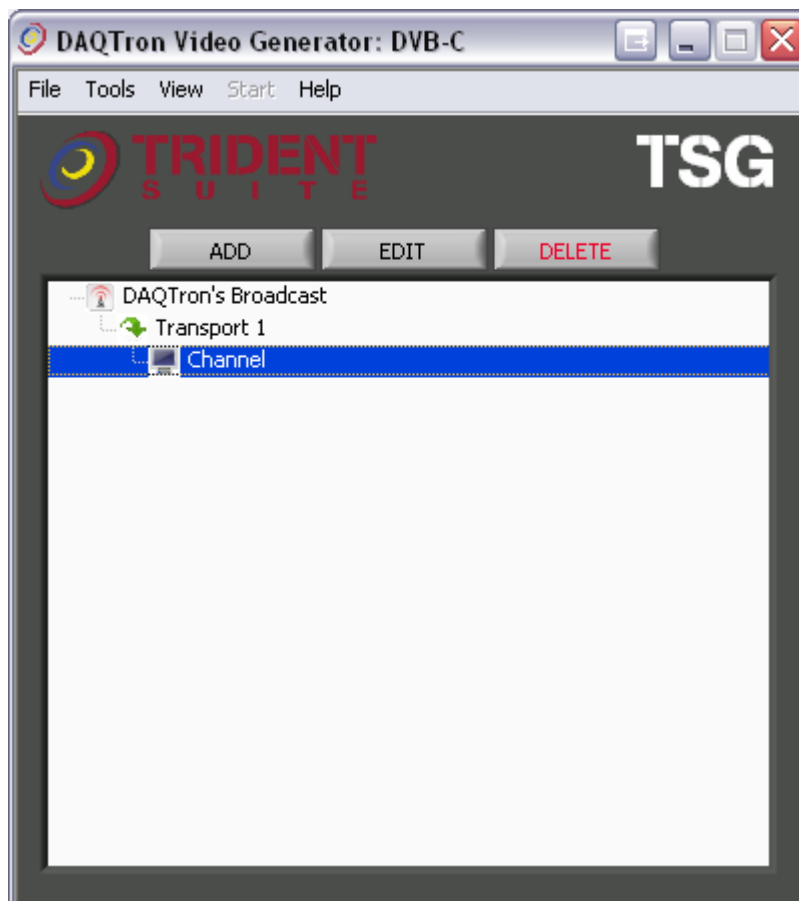 DAQTron Video Generator: DVB-C
File Tools View Start Help
TRIDENT TSG
SUITE
ADD EDIT DELETE
DAQTron's Broadcast
Transport 1
Channel